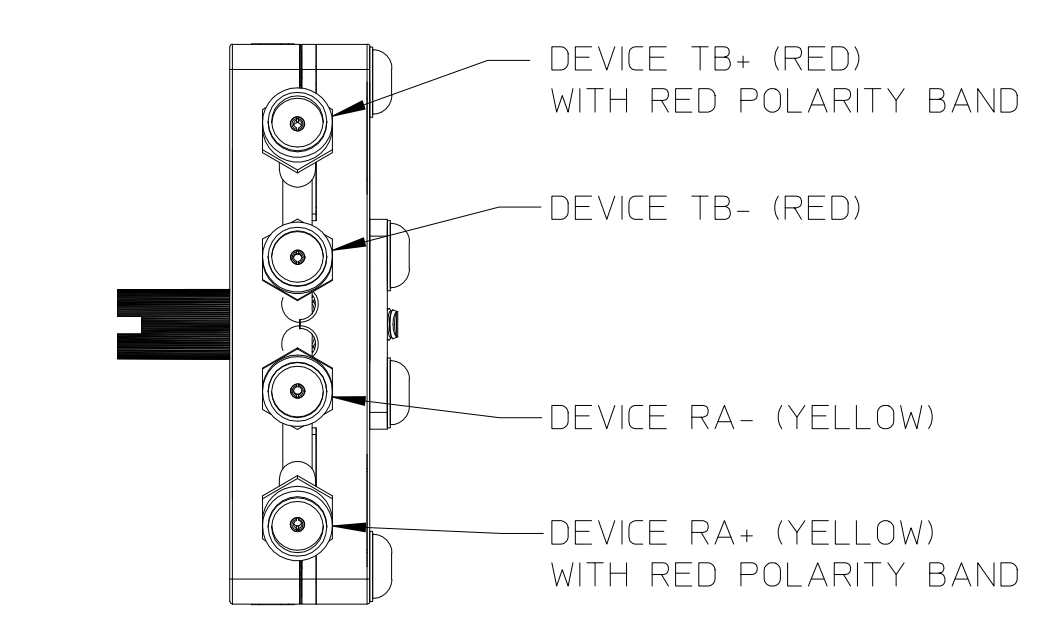 DEVICE TB+ (RED)
WITH RED POLARITY BAND
DEVICE TB- (RED)
DEVICE RA- (YELLOW)
DEVICE RA+ (YELLOW)
WITH RED POLARITY BAND